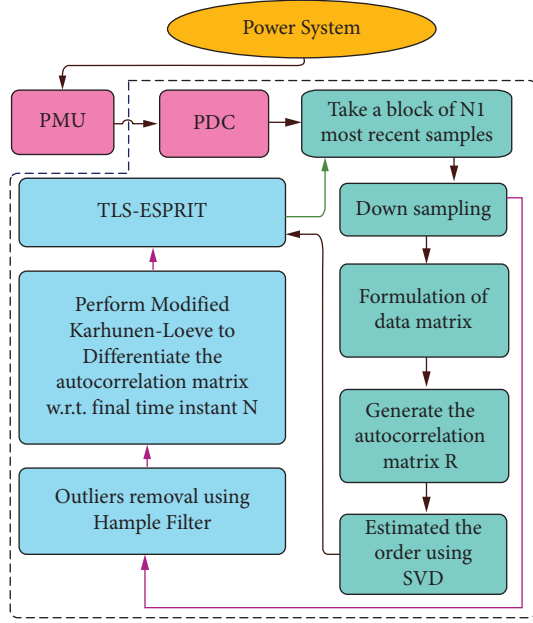 Power System
PMU
PDC
Take a block of N1
most recent samples
TLS-ESPRIT
Down sampling
Perform Modified
Karhunen-Loeve to
Differentiate the
autocorrelation matrix
w.r.t. final time instant N
Formulation of
data matrix
Generate the
autocorrelation
matrix R
Outliers removal using
Hample Filter
Estimated the
order using
SVD